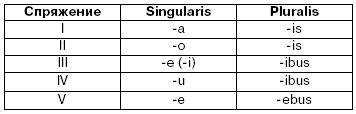 Спряжение Singularis Pluralis
I -a -is
II -o -is
III -e (-i) -ibus
IV -u -ibus
V -e -ebus